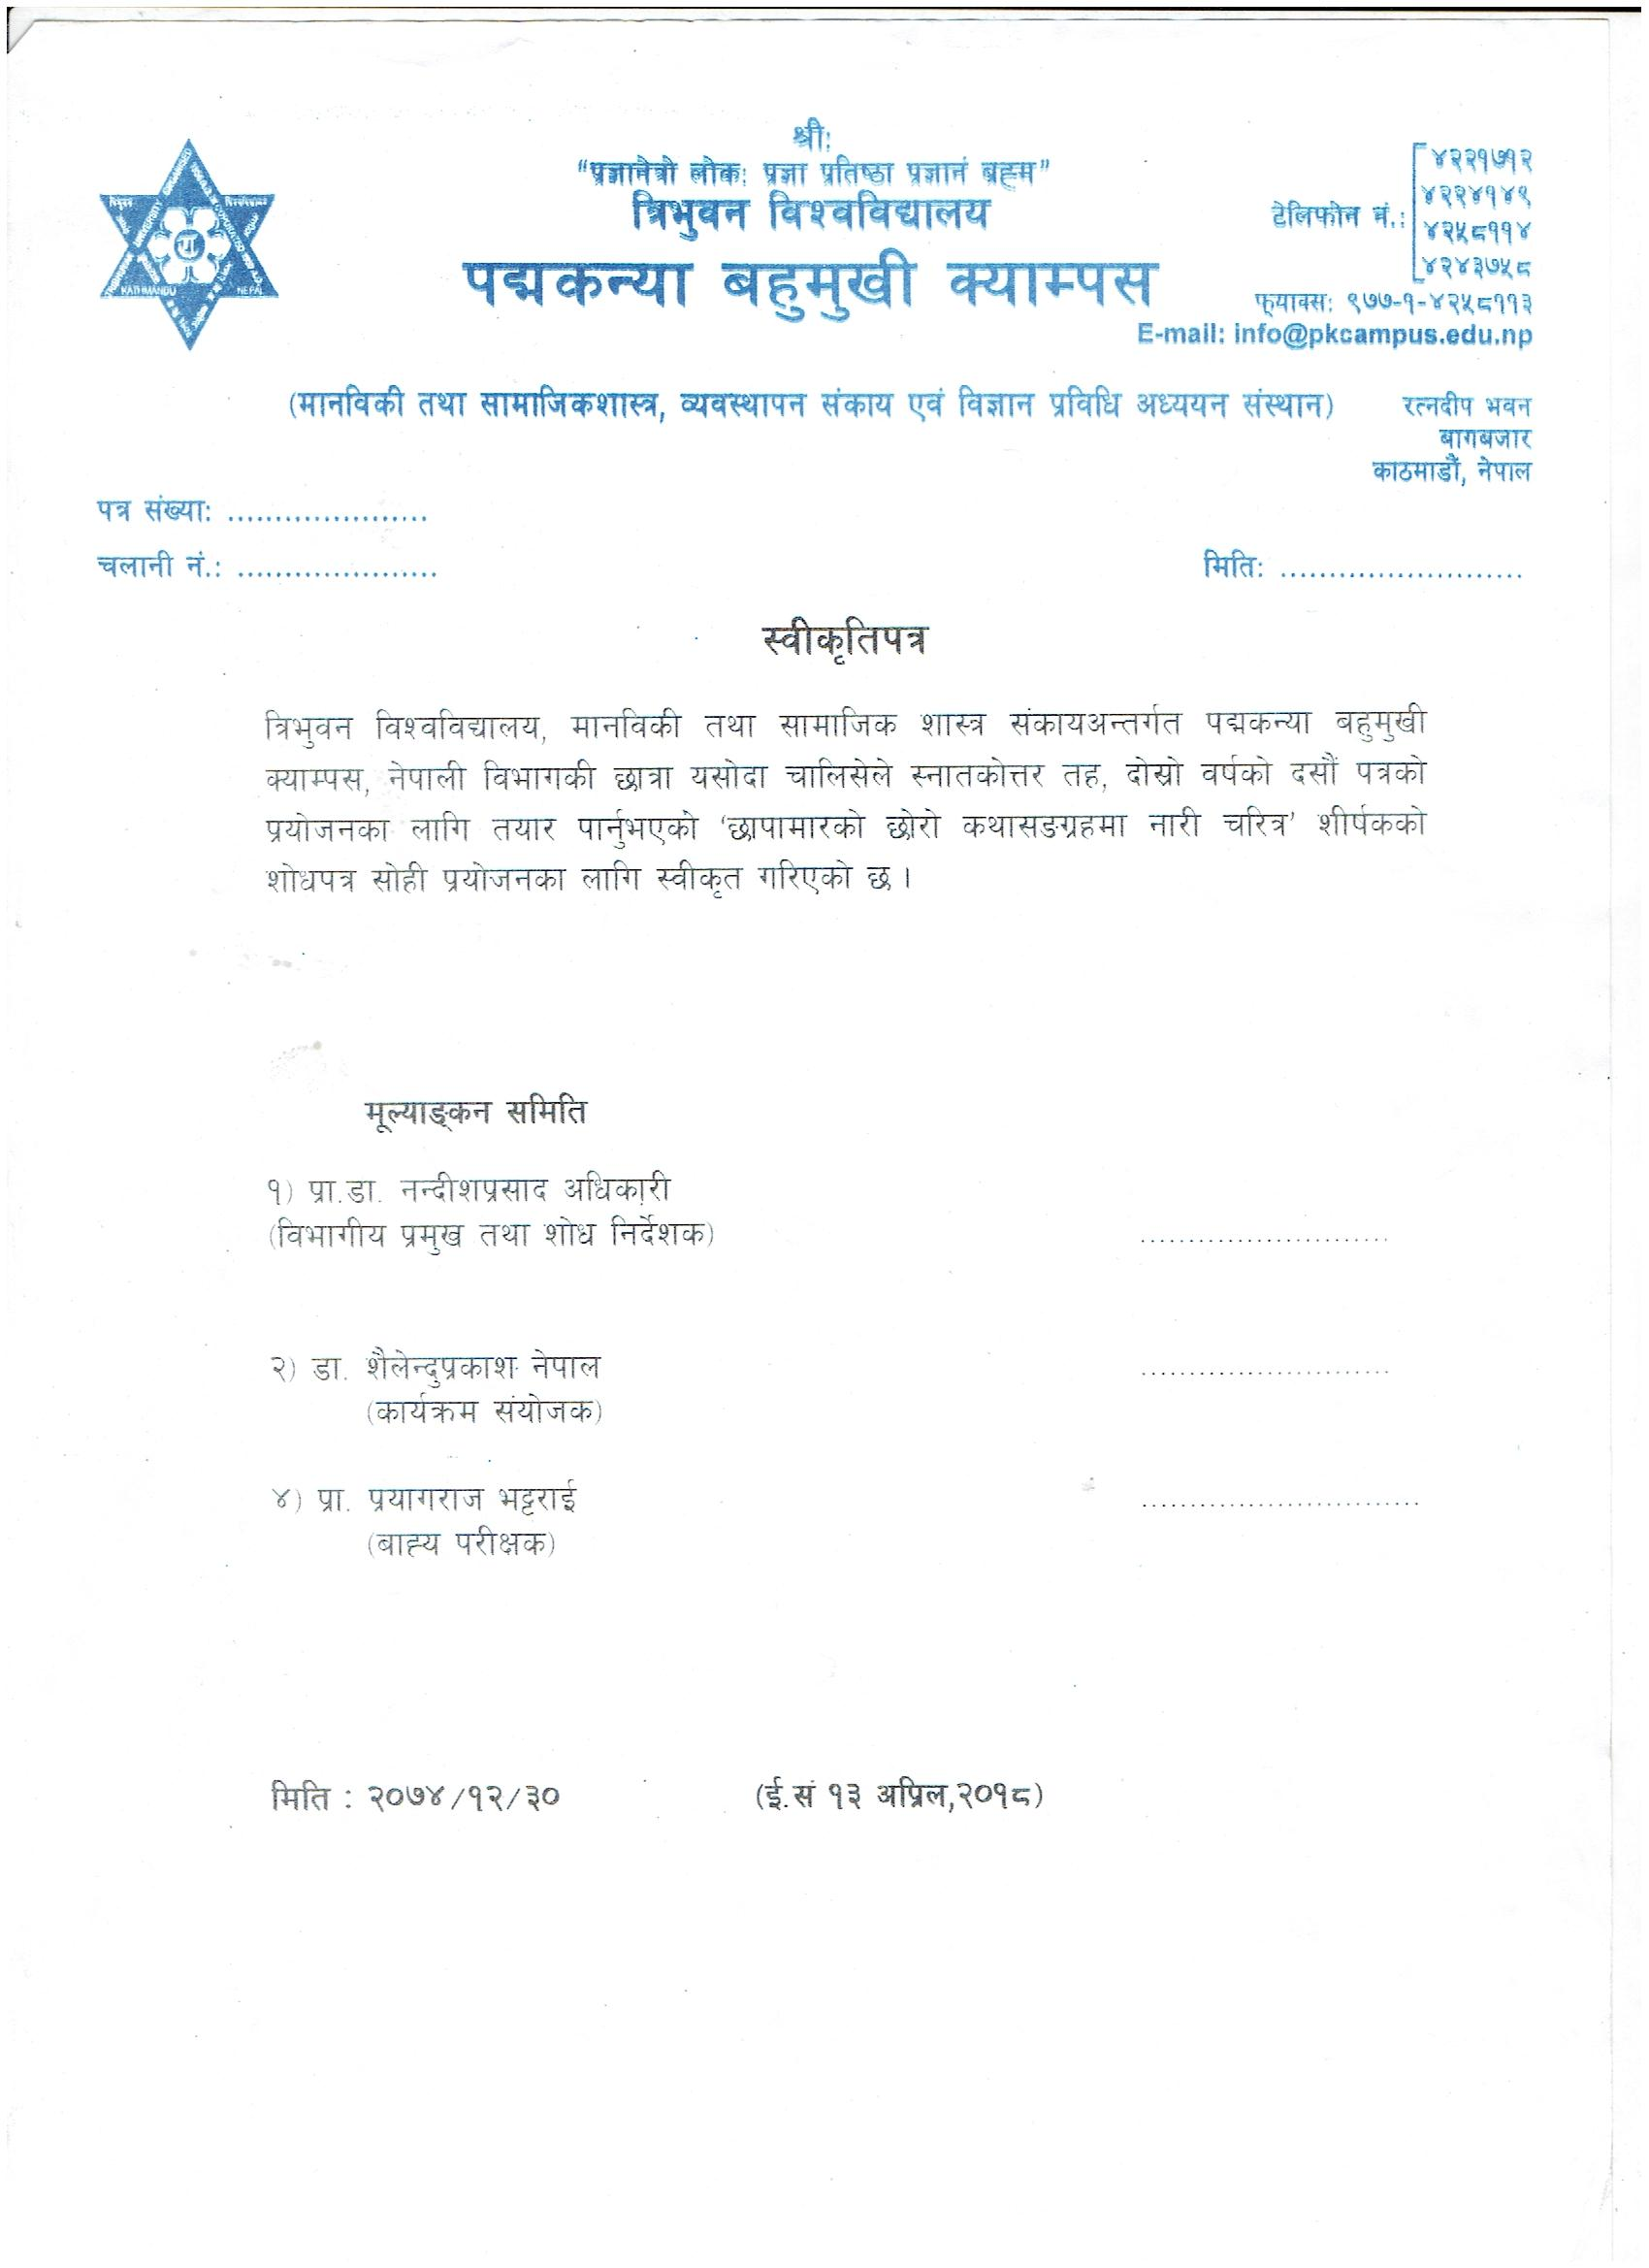 श्रीः
“प्रज्ञानेत्रो लोकः प्रज्ञा प्रतिष्ठा प्रज्ञानं ब्रह्म”
त्रिभुवन विश्वविद्यालय
पद्मकन्या बहुमुखी क्याम्पस
टेलिफोन नं.:
४२२१७१२
४२२४१४९
४२५८११४
४२४३७५८
फ्याक्सः ९७७-१-४२५८११३
E-mail: info@pkcampus.edu.np
KATHMANDU NEPAL
(मानविकी तथा सामाजिकशास्त्र, व्यवस्थापन संकाय एवं विज्ञान प्रविधि अध्ययन संस्थान)
रत्नदीप भवन
बागबजार
काठमाडौं, नेपाल
पत्र संख्याः .....................
चलानी नं.: .....................
मितिः .........................
स्वीकृतिपत्र
त्रिभुवन विश्वविद्यालय, मानविकी तथा सामाजिक शास्त्र संकायअन्तर्गत पद्मकन्या बहुमुखी
क्याम्पस, नेपाली विभागकी छात्रा यसोदा चालिसेले स्नातकोत्तर तह, दोस्रो वर्षको दसौं पत्रको
प्रयोजनका लागि तयार पार्नुभएको ‘छापामारको छोरो कथासङग्रहमा नारी चरित्र’ शीर्षकको
शोधपत्र सोही प्रयोजनका लागि स्वीकृत गरिएको छ ।
मूल्याङ्कन समिति
१) प्रा.डा. नन्दीशप्रसाद अधिकारी
(विभागीय प्रमुख तथा शोध निर्देशक) ..........................
२) डा. शैलेन्दुप्रकाश नेपाल ..........................
(कार्यक्रम संयोजक)
४) प्रा. प्रयागराज भट्टराई .............................
(बाह्य परीक्षक)
मिति : २०७४/१२/३० (ई.सं १३ अप्रिल,२०१८)